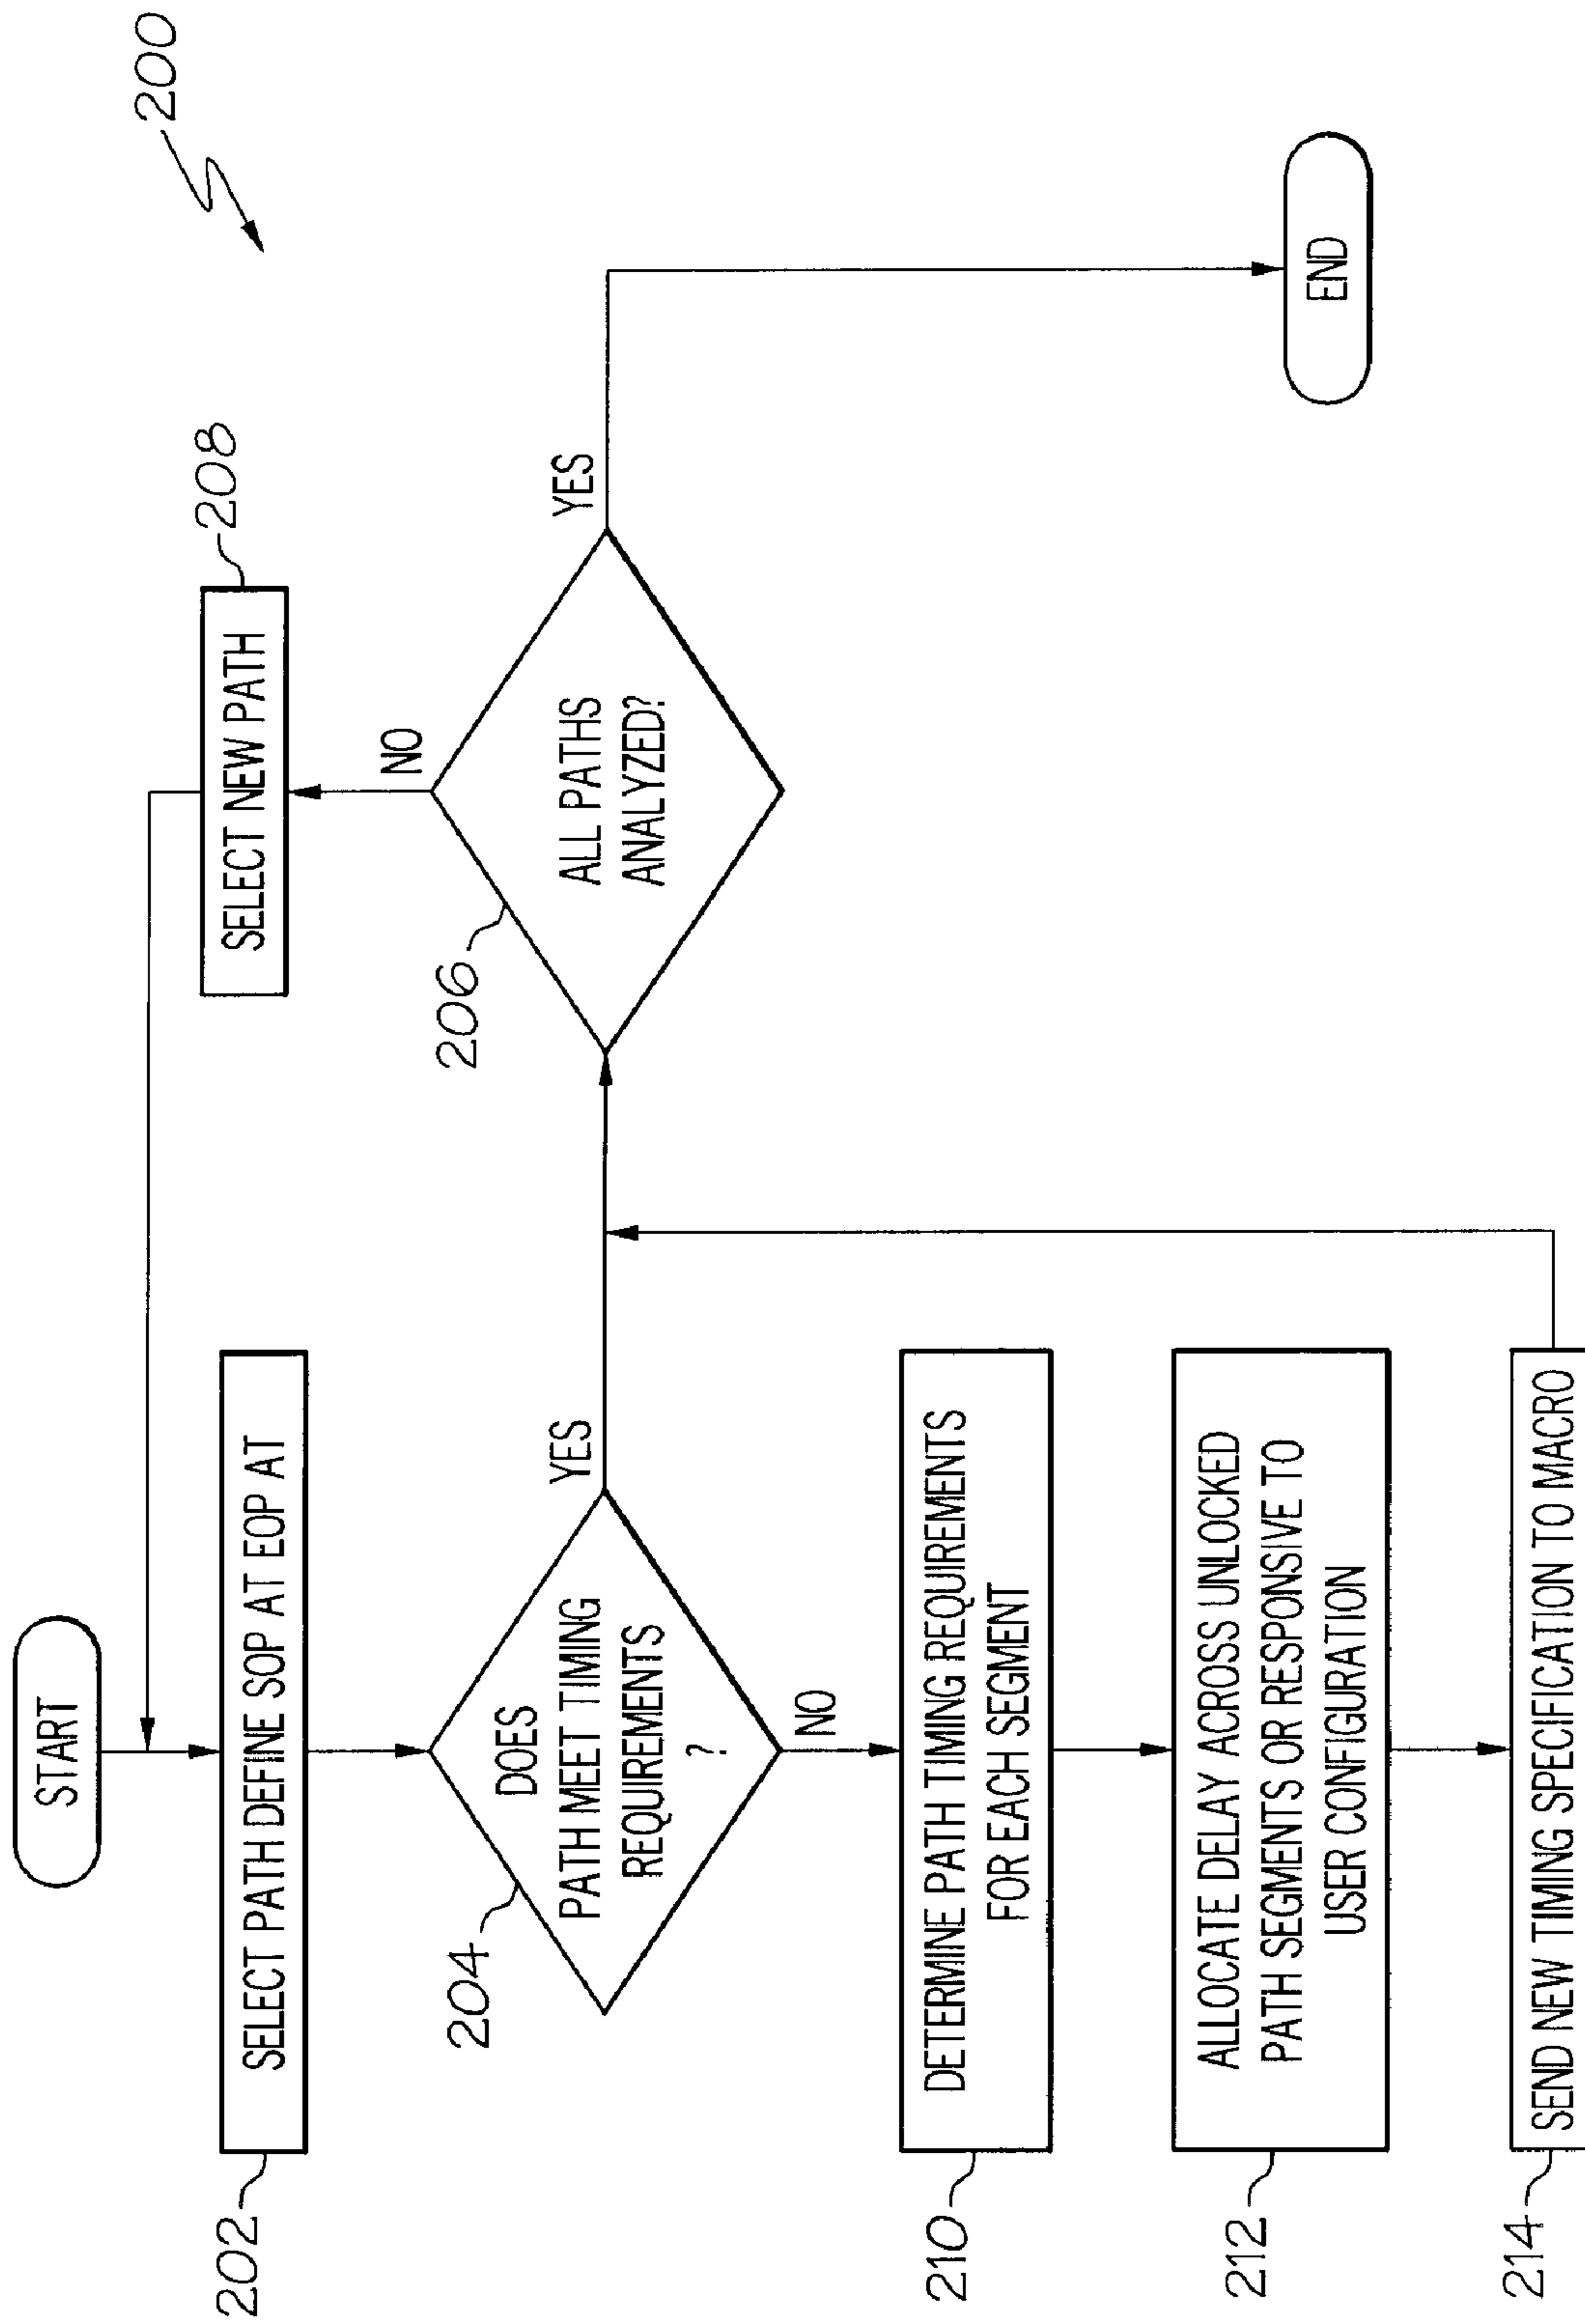 200
START
SELECT PATH DEFINE SOP AT EOP AT
202
DOES
PATH MEET TIMING
REQUIREMENTS
?
204
YES
NO
ALL PATHS
ANALYZED?
206
NO
YES
SELECT NEW PATH
208
DETERMINE PATH TIMING REQUIREMENTS
FOR EACH SEGMENT
210
ALLOCATE DELAY ACROSS UNLOCKED
PATH SEGMENTS OR RESPONSIVE TO
USER CONFIGURATION
212
SEND NEW TIMING SPECIFICATION TO MACRO
214
END